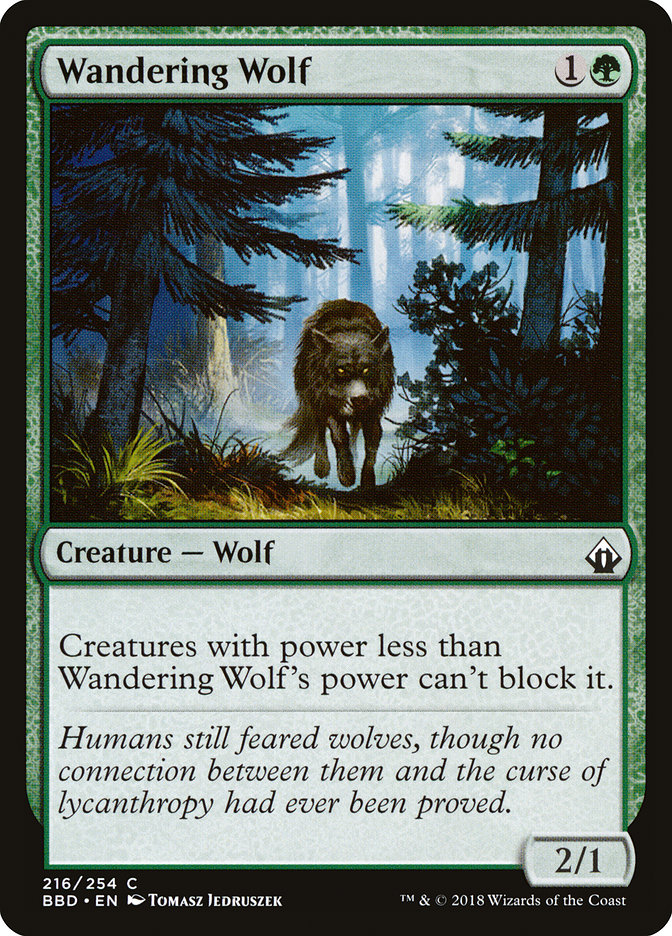 Wandering Wolf 1
Creature — Wolf
Creatures with power less than
Wandering Wolf's power can't block it.
Humans still feared wolves, though no
connection between them and the curse of
lycanthropy had ever been proved.
2/1
216/254 C
BBD • EN Tomasz Jedruszek
™ & © 2018 Wizards of the Coast